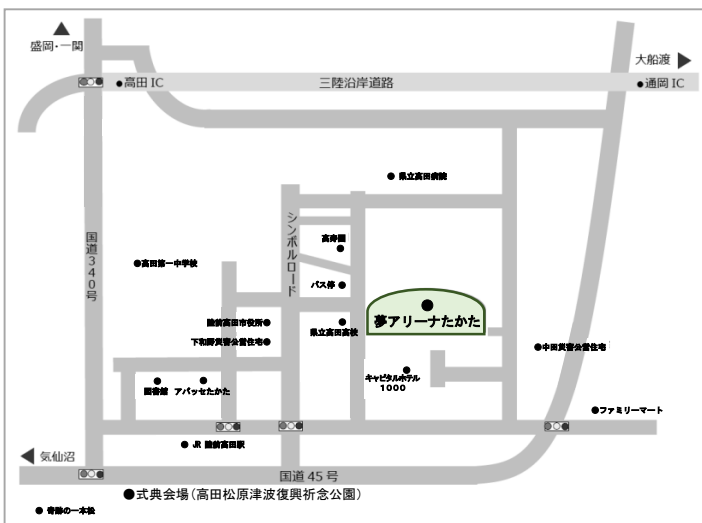 盛岡・一関
大船渡
高田 IC
三陸沿岸道路
通岡 IC
県立高田病院
シンボルロード
国道340号
高寿園
高田第一中学校
バス停
夢アリーナたかた
陸前高田市役所
県立高田高校
下和野災害公営住宅
中田災害公営住宅
キャピタルホテル
1000
図書館
アバッセたかた
ファミリーマート
JR 陸前高田駅
気仙沼
国道 45 号
式典会場(高田松原津波復興祈念公園)
奇跡の一本松